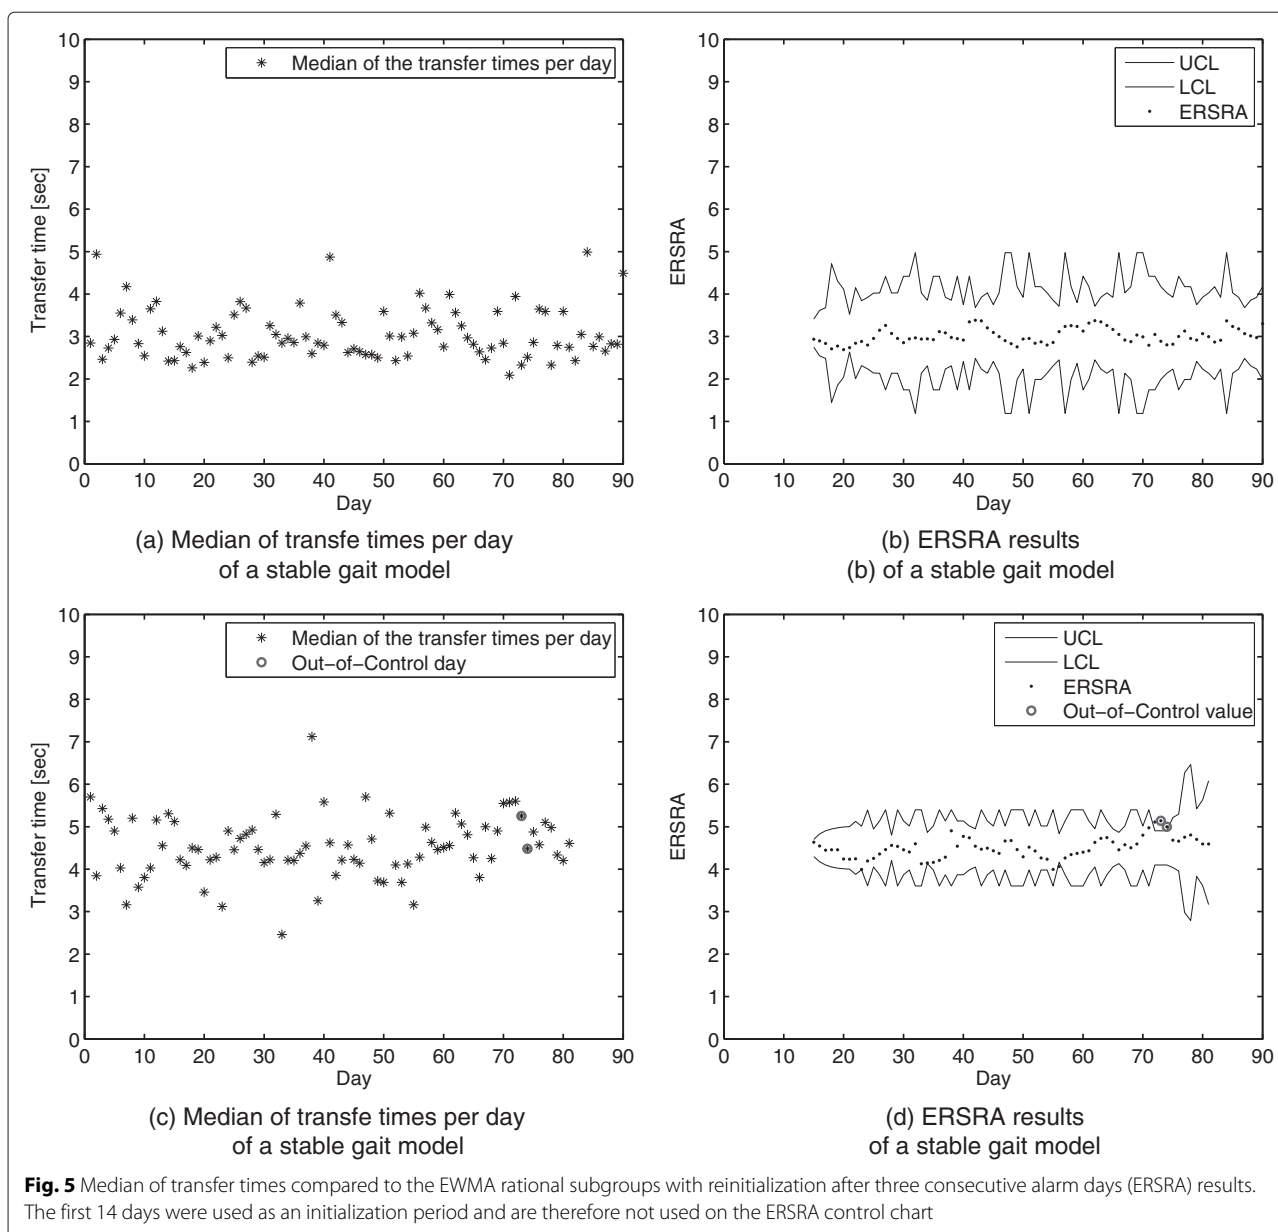 10
9
8
7
6
5
4
3
2
1
0
Transfer time [sec]
Median of the transfer times per day
0 10 20 30 40 50 60 70 80 90
Day
(a) Median of transfe times per day
of a stable gait model
10
9
8
7
6
5
4
3
2
1
0
ERSRA
UCL
LCL
ERSRA
0 10 20 30 40 50 60 70 80 90
Day
(b) ERSRA results
(b) of a stable gait model
10
9
8
7
6
5
4
3
2
1
0
Transfer time [sec]
Median of the transfer times per day
Out−of−Control day
0 10 20 30 40 50 60 70 80 90
Day
(c) Median of transfe times per day
of a stable gait model
10
9
8
7
6
5
4
3
2
1
0
ERSRA
UCL
LCL
ERSRA
Out−of−Control value
0 10 20 30 40 50 60 70 80 90
Day
(d) ERSRA results
of a stable gait model
Fig. 5 Median of transfer times compared to the EWMA rational subgroups with reinitialization after three consecutive alarm days (ERSRA) results.
The first 14 days were used as an initialization period and are therefore not used on the ERSRA control chart